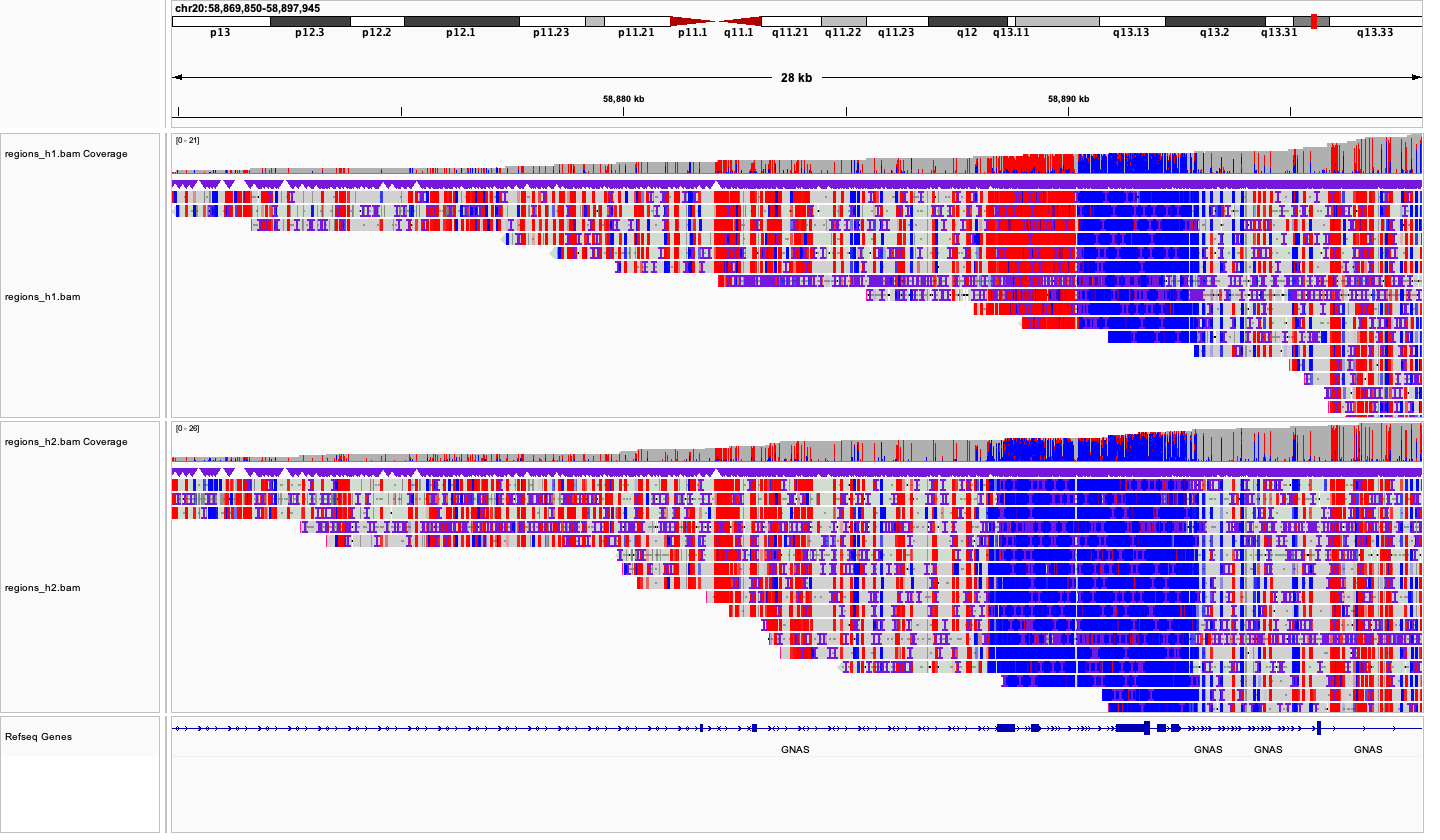 chr20:58,869,850-58,897,945
p13 p12.3 p12.2 p12.1 p11.23 p11.21 p11.1 q11.1 q11.21 q11.22 q11.23 q12 q13.11 q13.13 q13.2 q13.31 q13.33
28 kb
58,880 kb 58,890 kb
[0 - 21]
regions_h1.bam Coverage
regions_h1.bam
[0 - 26]
regions_h2.bam Coverage
regions_h2.bam
Refseq Genes
GNAS GNAS GNAS GNAS